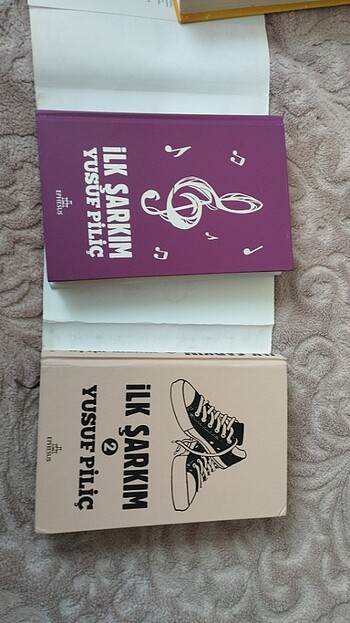 İLK ŞARKIM
YUSUF PİLİÇ
EPHESUS
İLK ŞARKIM
2
YUSUF PİLİÇ
EPHESUS